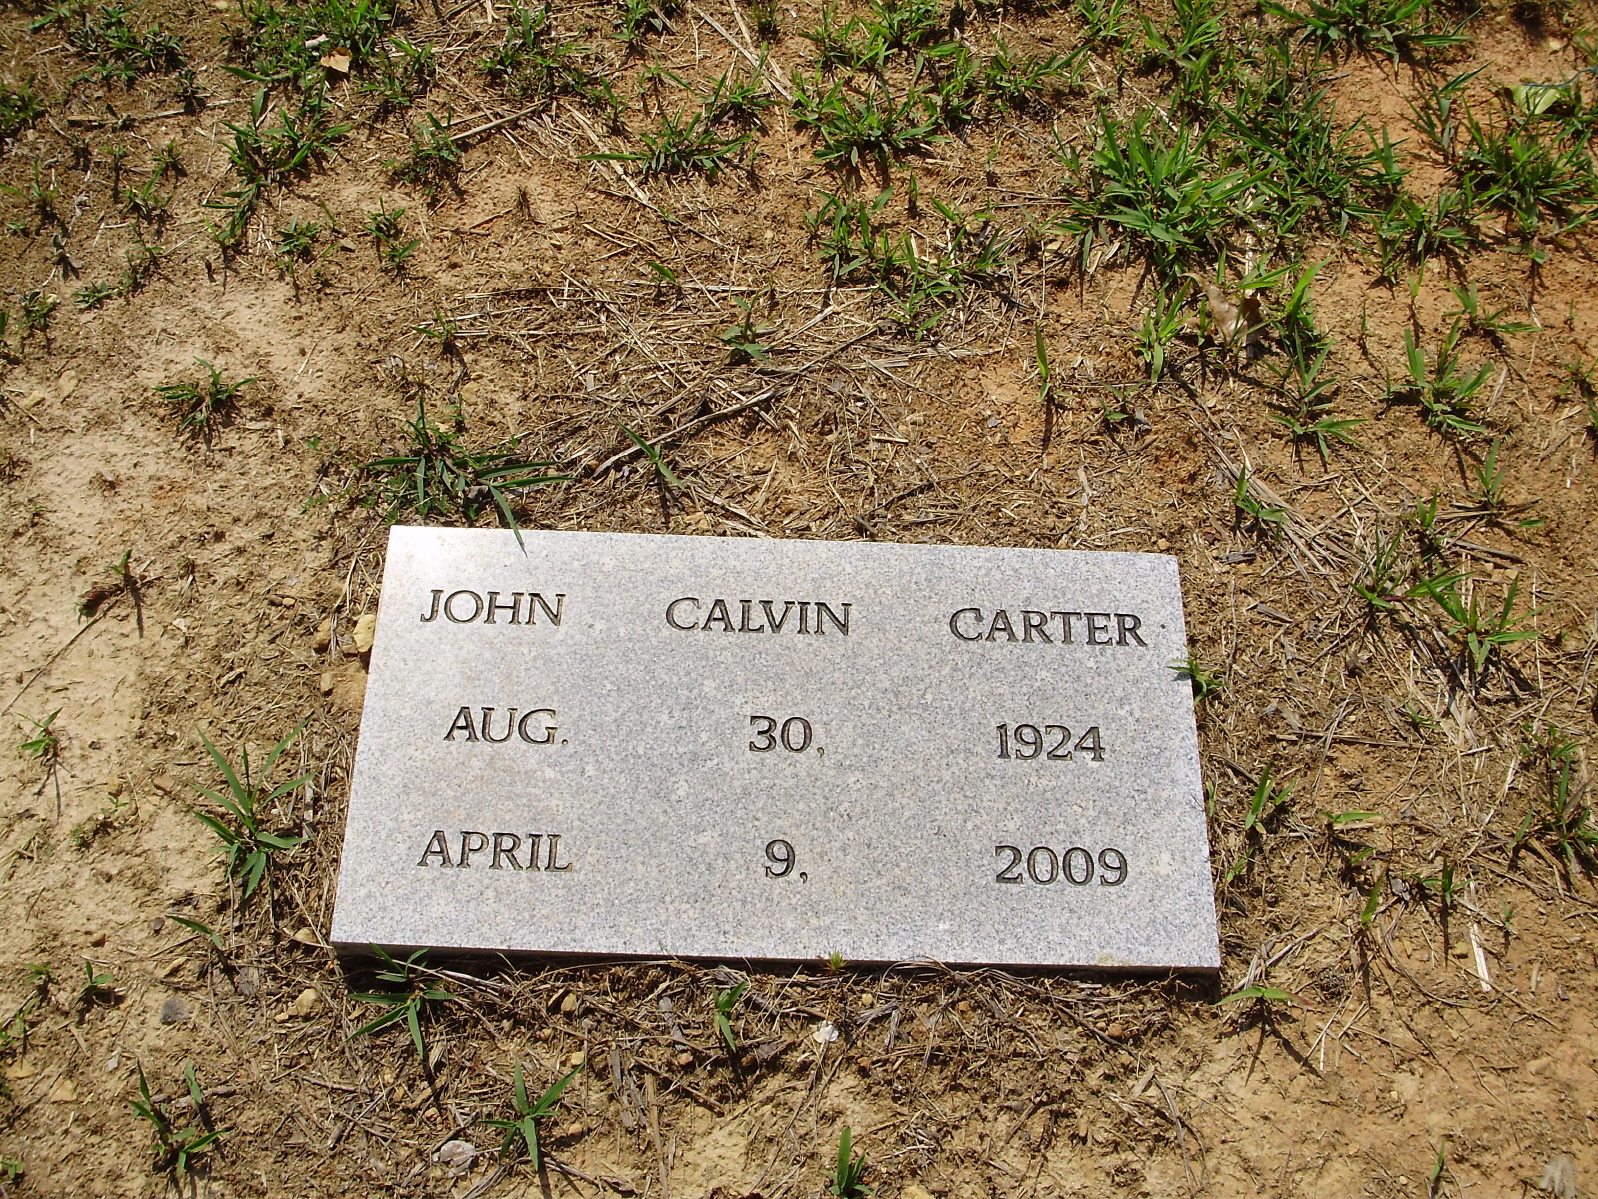 JOHN CALVIN CARTER
AUG. 30, 1924
APRIL 9, 2009